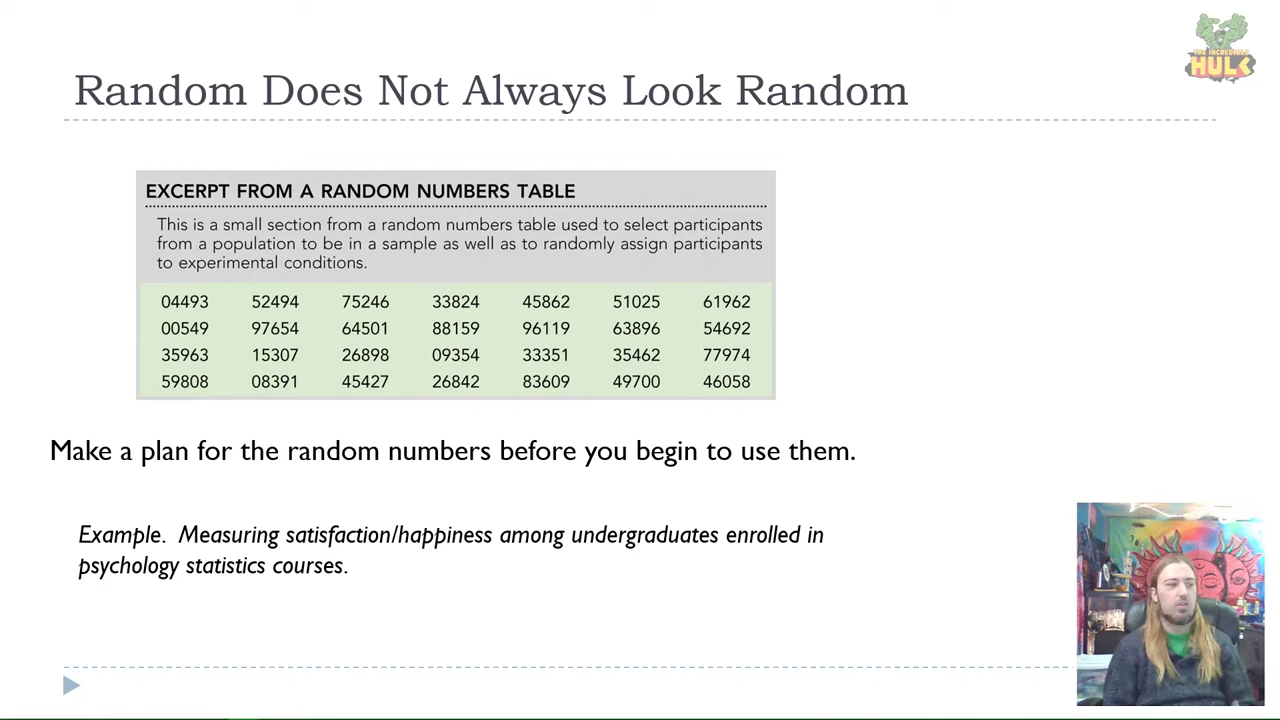 THE INCREDIBLE
HULK
Random Does Not Always Look Random
EXCERPT FROM A RANDOM NUMBERS TABLE
This is a small section from a random numbers table used to select participants
from a population to be in a sample as well as to randomly assign participants
to experimental conditions.
04493 52494 75246 33824 45862 51025 61962
00549 97654 64501 88159 96119 63896 54692
35963 15307 26898 09354 33351 35462 77974
59808 08391 45427 26842 83609 49700 46058
Make a plan for the random numbers before you begin to use them.
Example. Measuring satisfaction/happiness among undergraduates enrolled in
psychology statistics courses.